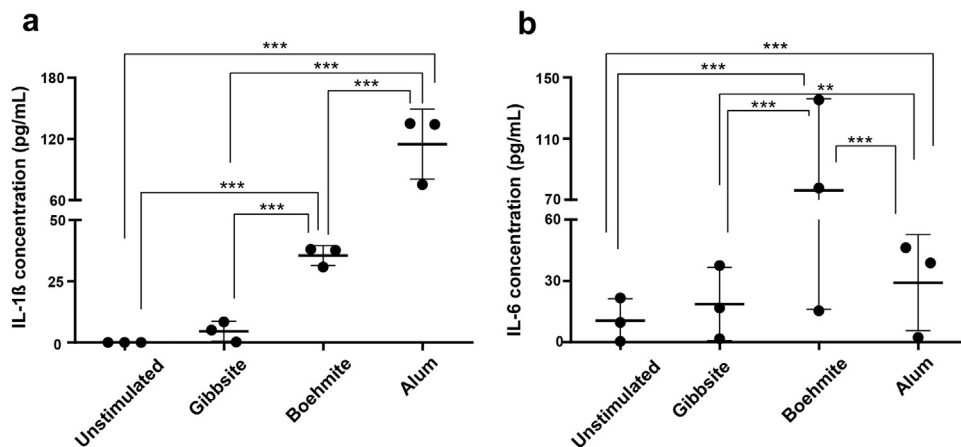 a
IL-1ß concentration (pg/mL)
180
120
60
50
25
0
***
***
***
***
***
Unstimulated
Gibbsite
Boehmite
Alum
b
IL-6 concentration (pg/mL)
150
110
70
60
30
0
***
***
**
***
***
Unstimulated
Gibbsite
Boehmite
Alum